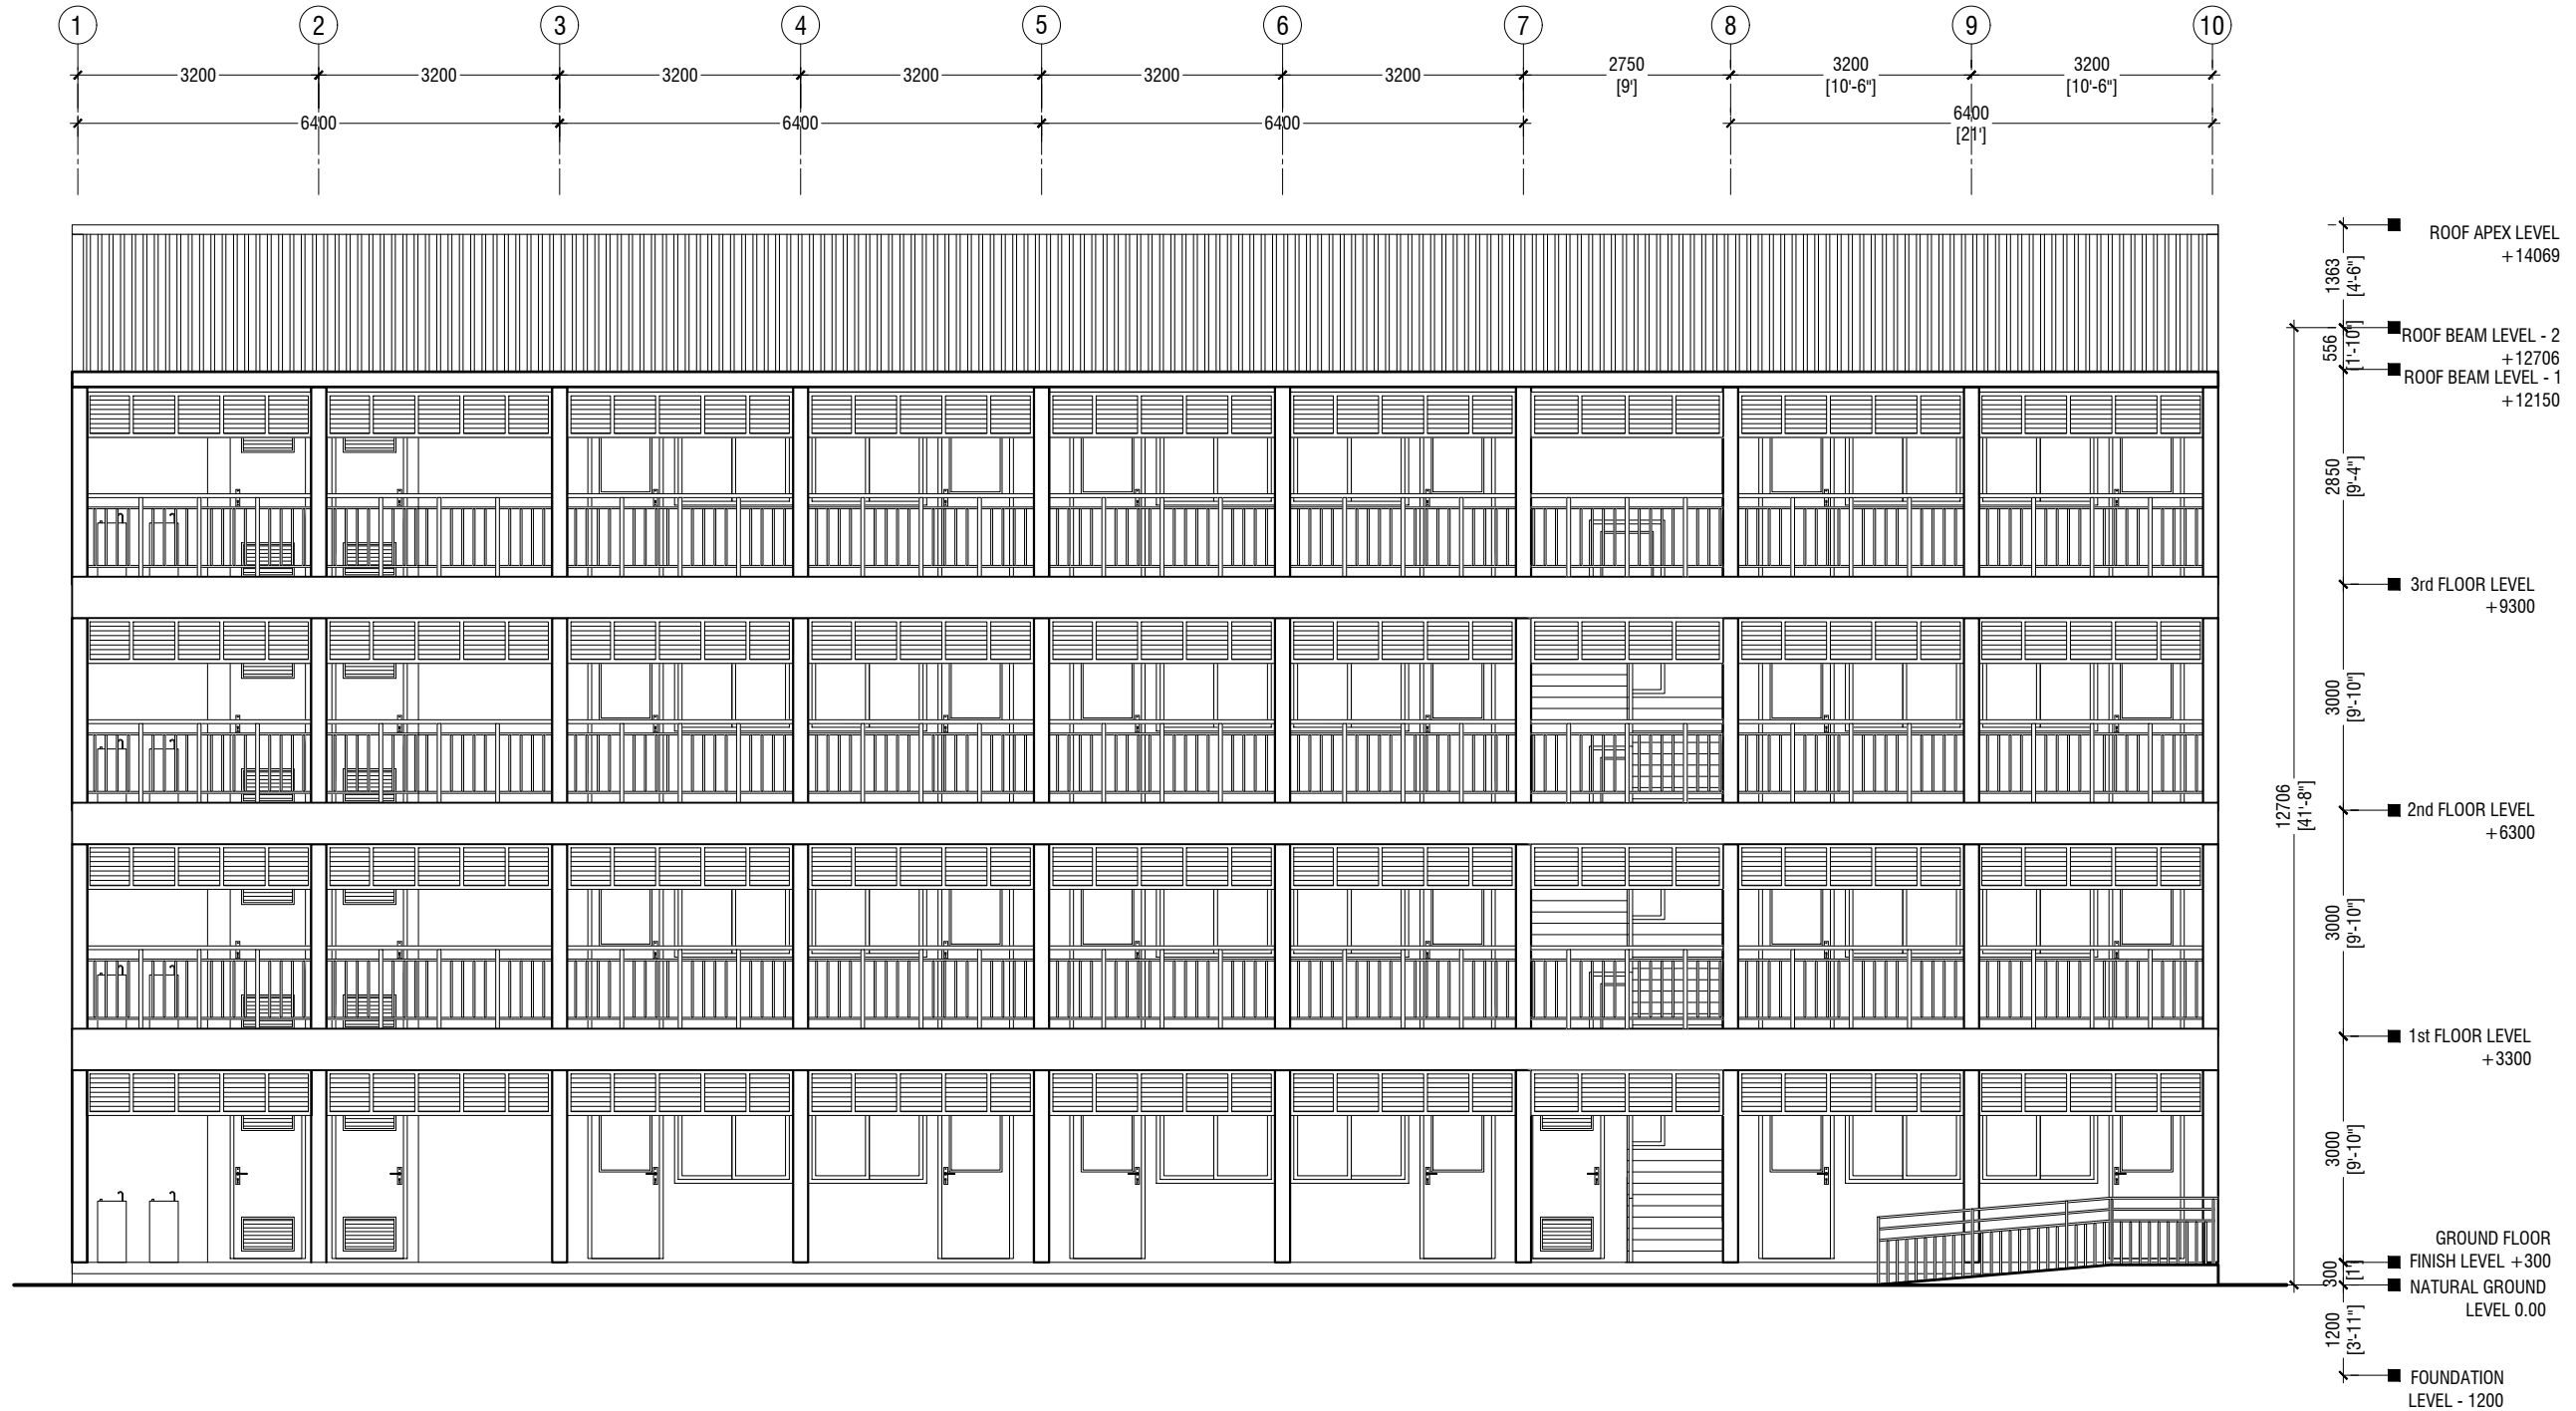 1 2 3 4 5 6 7 8 9 10
3200 3200 3200 3200 3200 3200 2750 3200 3200
[9'] [10'-6"] [10'-6"]
6400 6400 6400 6400
[21']
ROOF APEX LEVEL
+14069
1363
[4'-6"]
ROOF BEAM LEVEL - 2
+12706
556
[1'-10"]
ROOF BEAM LEVEL - 1
+12150
2850
[9'-4"]
3rd FLOOR LEVEL
+9300
3000
[9'-10"]
12706
[41'-8"]
2nd FLOOR LEVEL
+6300
3000
[9'-10"]
1st FLOOR LEVEL
+3300
3000
[9'-10"]
GROUND FLOOR
FINISH LEVEL +300
300
[1']
NATURAL GROUND
LEVEL 0.00
1200
[3'-11"]
FOUNDATION
LEVEL - 1200